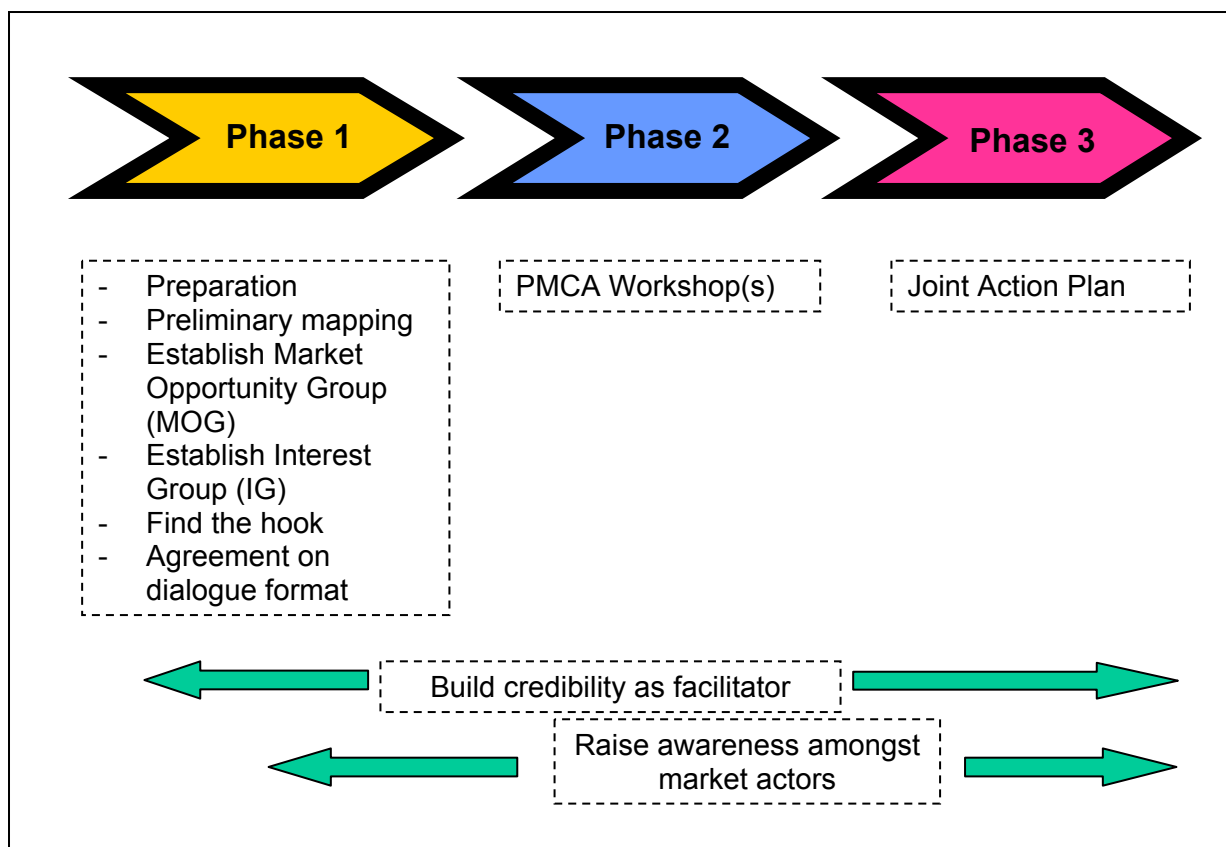 Phase 1
Phase 2
Phase 3
- Preparation
- Preliminary mapping
- Establish Market
Opportunity Group
(MOG)
- Establish Interest
Group (IG)
- Find the hook
- Agreement on
dialogue format
PMCA Workshop(s)
Joint Action Plan
Build credibility as facilitator
Raise awareness amongst
market actors